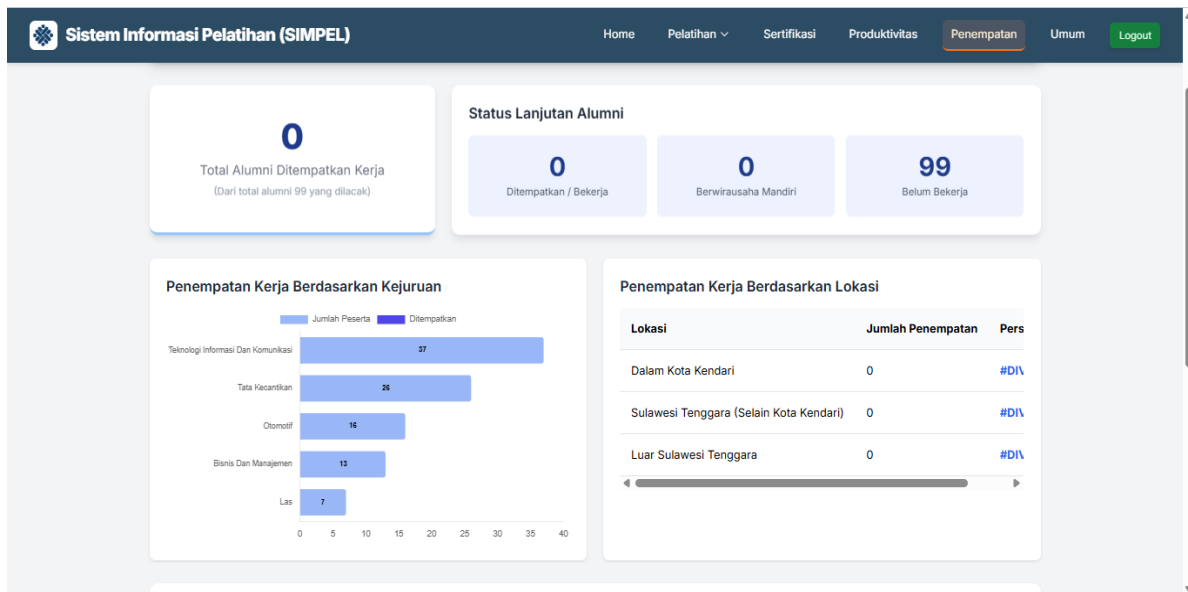 Sistem Informasi Pelatihan (SIMPEL)
Home Pelatihan Sertifikasi Produktivitas Penempatan Umum Logout
0
Total Alumni Ditempatkan Kerja
(Dari total alumni 99 yang dilacak)
Status Lanjutan Alumni
0
Ditempatkan / Bekerja
0
Berwirausaha Mandiri
99
Belum Bekerja
Penempatan Kerja Berdasarkan Kejuruan
Jumlah Peserta Ditempatkan
Teknologi Informasi Dan Komunikasi 37
Tata Kecantikan 26
Otomotif 16
Bisnis Dan Manajemen 13
Las 7
0 5 10 15 20 25 30 35 40
Penempatan Kerja Berdasarkan Lokasi
Lokasi Jumlah Penempatan Pers
Dalam Kota Kendari 0 #DIV
Sulawesi Tenggara (Selain Kota Kendari) 0 #DIV
Luar Sulawesi Tenggara 0 #DIV